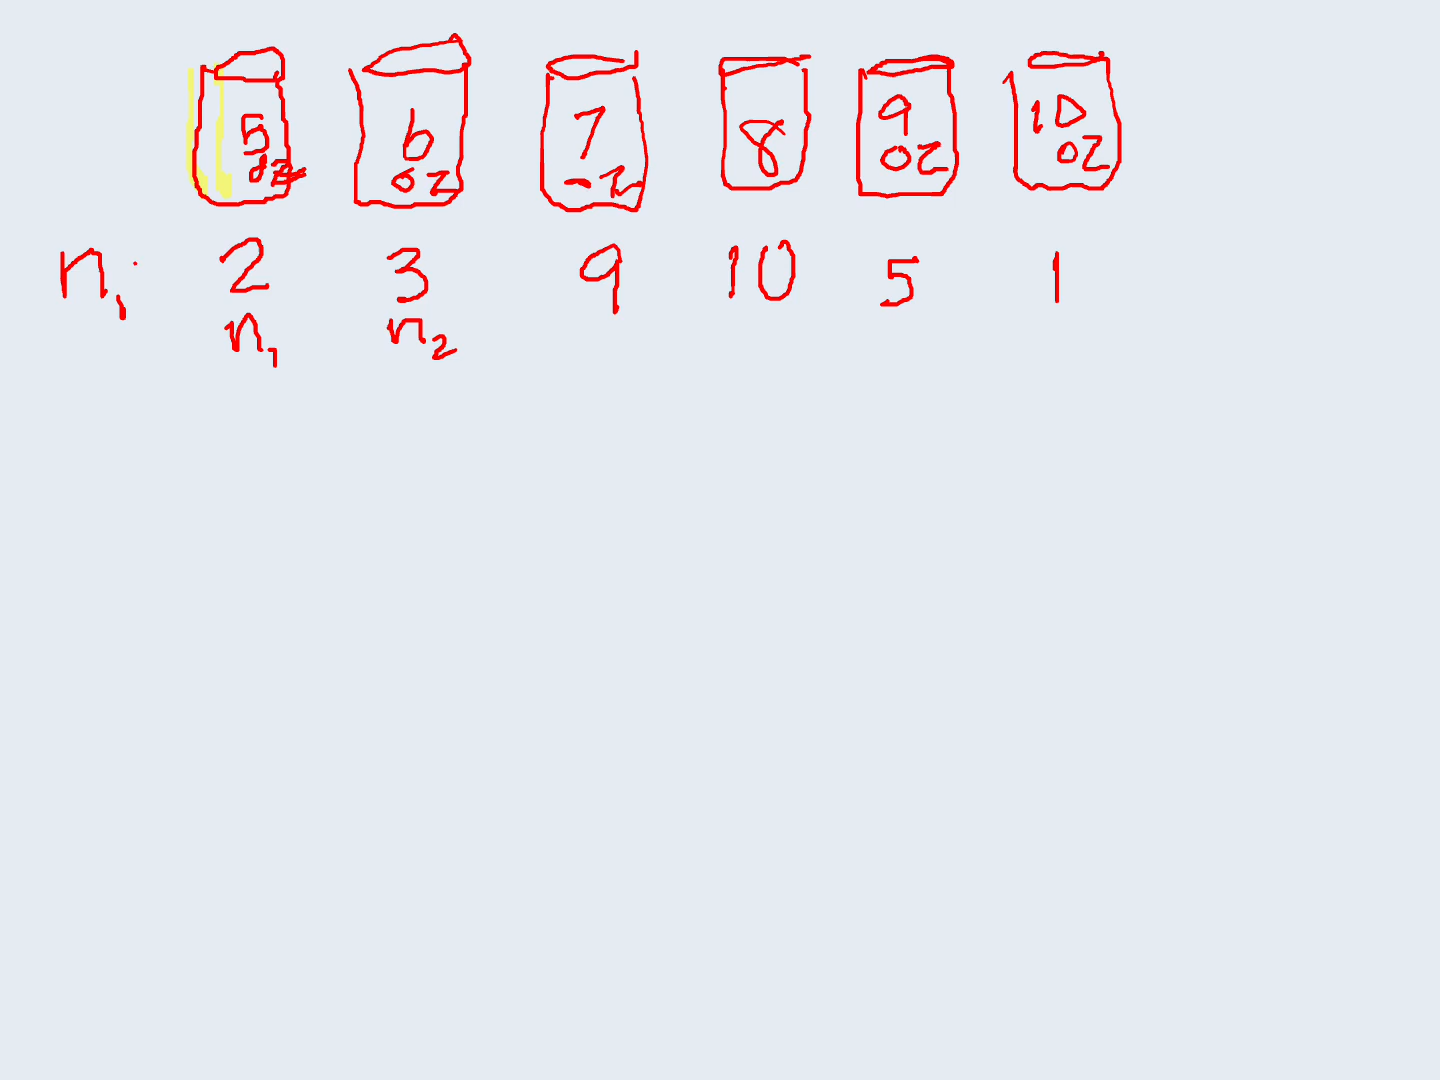 5 6 7 8 9 10
oz oz oz oz oz
nᵢ 2 3 9 10 5 1
n₁ n₂